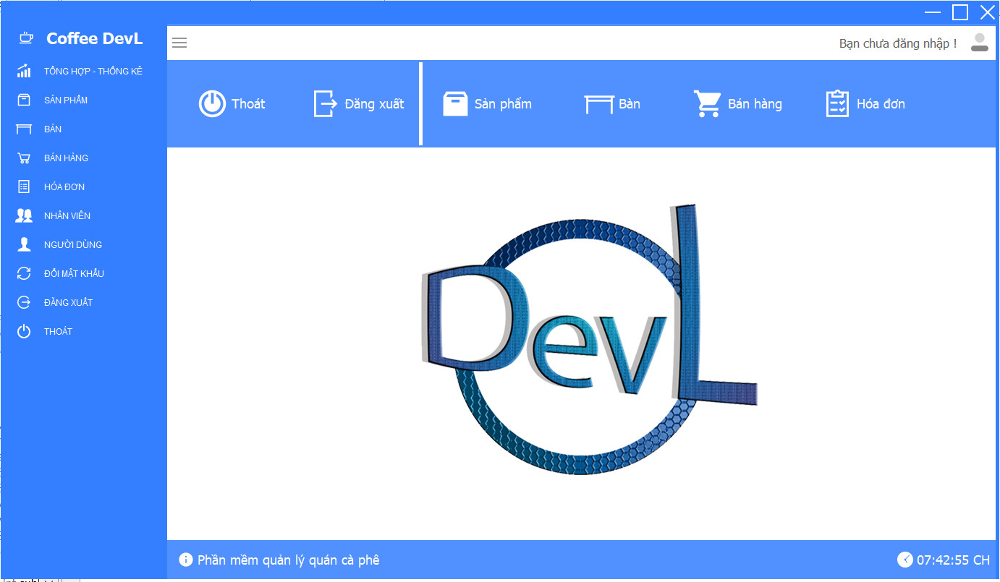 Coffee DevL
TỔNG HỢP - THỐNG KÊ
SẢN PHẨM
BÀN
BÁN HÀNG
HÓA ĐƠN
NHÂN VIÊN
NGƯỜI DÙNG
ĐỔI MẬT KHẨU
ĐĂNG XUẤT
THOÁT
Bạn chưa đăng nhập !
Thoát Đăng xuất Sản phẩm Bàn Bán hàng Hóa đơn
DevL
Phần mềm quản lý quán cà phê
07:42:55 CH